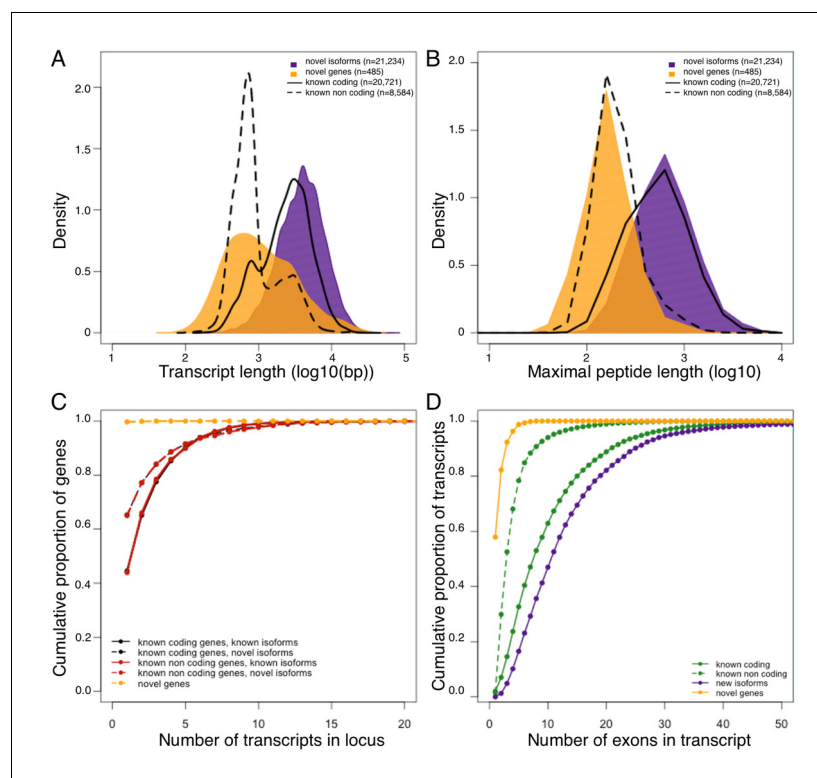 A
novel isoforms (n=21,234)
novel genes (n=485)
known coding (n=20,721)
known non coding (n=8,584)
Density
2.0
1.5
1.0
0.5
0
1 2 3 4 5
Transcript length (log10(bp))
B
novel isoforms (n=21,234)
novel genes (n=485)
known coding (n=20,721)
known non coding (n=8,584)
Density
2.0
1.5
1.0
0.5
0
1 2 3 4
Maximal peptide length (log10)
C
Cumulative proportion of genes
1.0
0.8
0.6
0.4
0.2
0.0
known coding genes, known isoforms
known coding genes, novel isoforms
known non coding genes, known isoforms
known non coding genes, novel isoforms
novel genes
0 5 10 15 20
Number of transcripts in locus
D
Cumulative proportion of transcripts
1.0
0.8
0.6
0.4
0.2
0.0
known coding
known non coding
new isoforms
novel genes
0 10 20 30 40 50
Number of exons in transcript